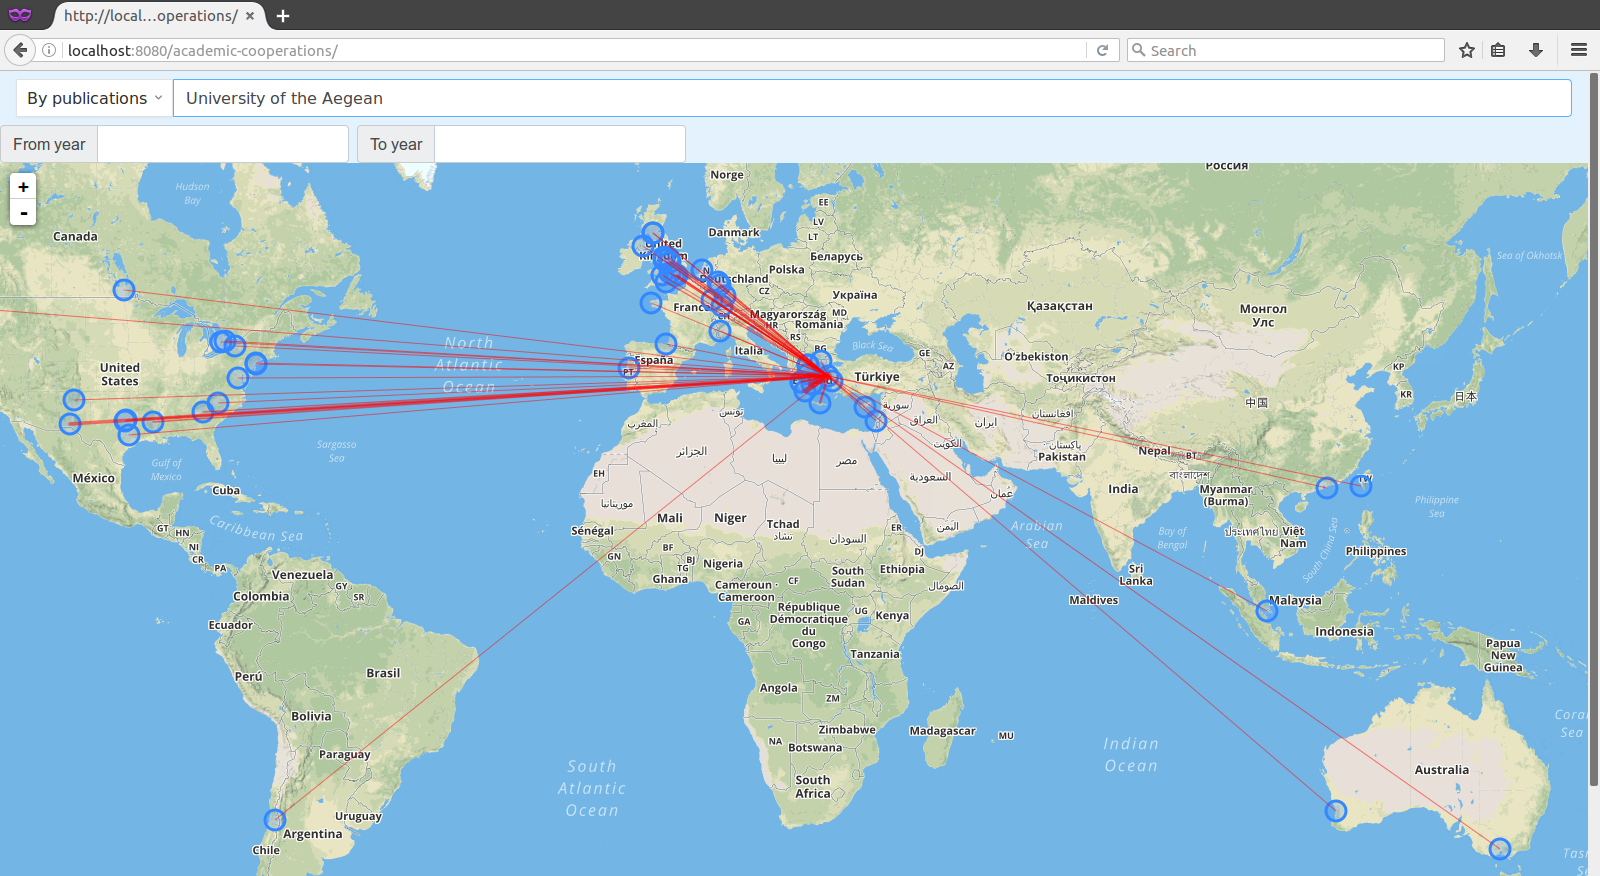 http://local...operations/
localhost:8080/academic-cooperations/
Search
By publications
University of the Aegean
From year
To year
+
-
Россия
Norge
Hudson
Bay
EE
Canada
LV
Danmark
LT
United
Kingdom
Беларусь
Sea of Okhotsk
N
Deutschland
Polska
CZ
Україна
Қазақстан
Монгол
Улс
France
CH
Magyarország
MD
HR
Romania
RS
North
Atlantic
Ocean
Italia
BG
Black Sea
GE
O'zbekiston
España
PT
United
States
AZ
Türkiye
Тоҷикистон
KP
KR
日本
中国
سورية
تونس
افغانستان
العراق
ايران
المغرب
Sargasso
Sea
الكويت
پاکستان
Pakistan
Nepal
BT
الجزائر
ليبيا
مصر
Gulf of
Mexico
México
EH
السعودية
বাংলাদেশ
TW
Cuba
India
Myanmar
(Burma)
عُمان
Philippine
Sea
موريتانيا
Mali
Niger
Tchad
تشاد
Caribbean Sea
GT
HN
NI
CR
PA
Sénégal
السودان
ER
اليمن
Arabian
Sea
Bay of
Bengal
ประเทศไทย
Việt
Nam
South China Sea
Philippines
GN
BF
BJ
TG
Ghana
Nigeria
DJ
Venezuela
GY
SR
Colombia
Cameroun -
Cameroon
CF
South
Sudan
Ethiopia
الصومال
Sri
Lanka
Maldives
Malaysia
Ecuador
GA
République
Démocratique
du
Congo
UG
Kenya
Indonesia
Papua
New
Guinea
Perú
Brasil
Tanzania
Angola
ZM
Bolivia
Zimbabwe
Madagascar
MU
Paraguay
NA
Botswana
Indian
Ocean
Coral
Sea
South
Atlantic
Ocean
South
Africa
Australia
Uruguay
Argentina
Chile